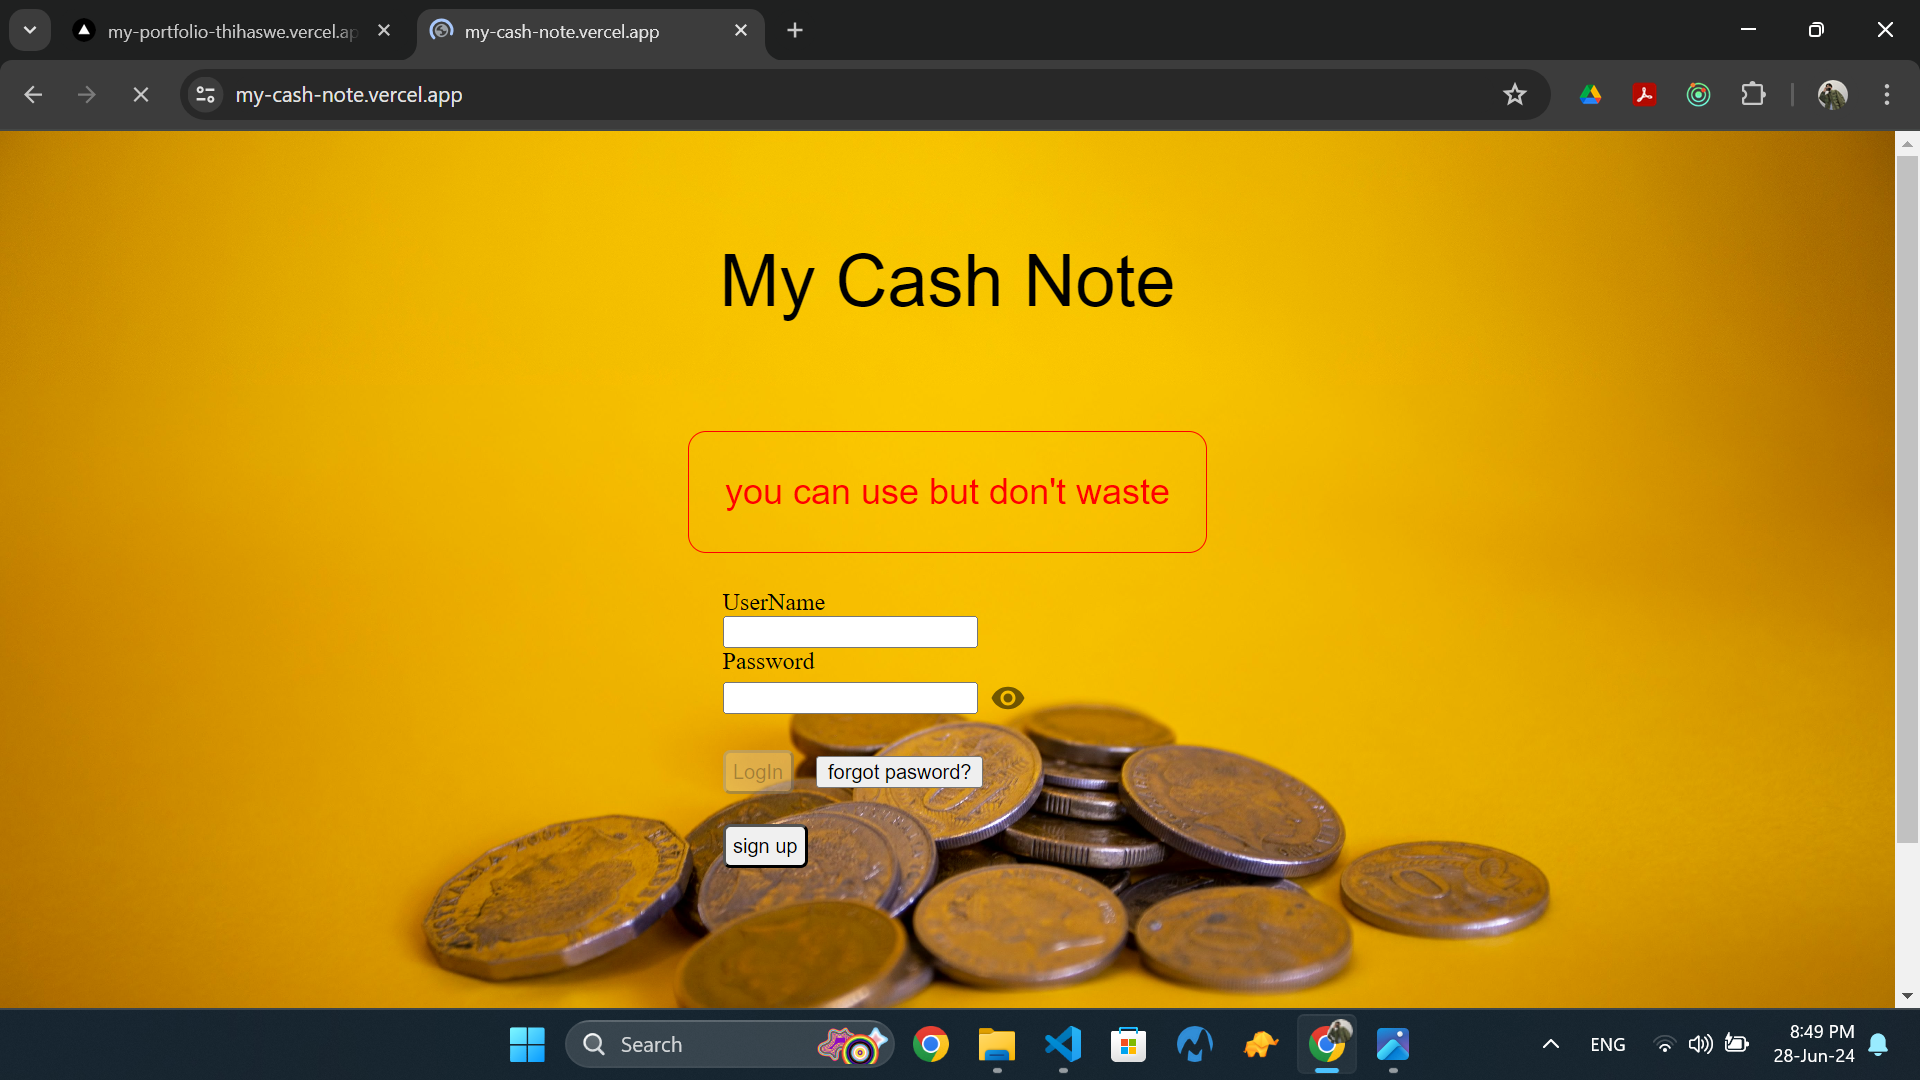 my-portfolio-thihaswe.vercel.ap
my-cash-note.vercel.app
my-cash-note.vercel.app
My Cash Note
you can use but don't waste
UserName
Password
LogIn
forgot pasword?
sign up
Search
ENG
8:49 PM
28-Jun-24